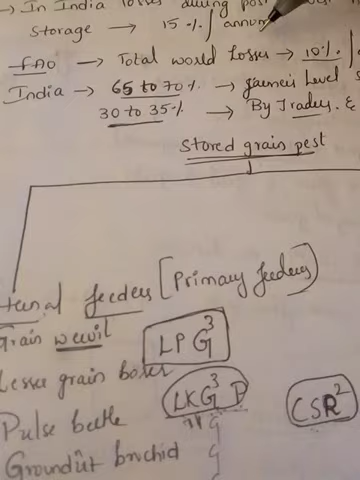 → In India losses during post
Storage → 15 % / annum
FAO → Total world Losses → 10% /
India → 65 to 70% → farmer's Level S
30 to 35% → By Trades. &
Stored grain pest
ternal feeders [Primary feeders]
Grain weevil
LPG³
Lesser grain borer
LKG³ P
CSR²
Pulse beetle
Groundnut bruchid